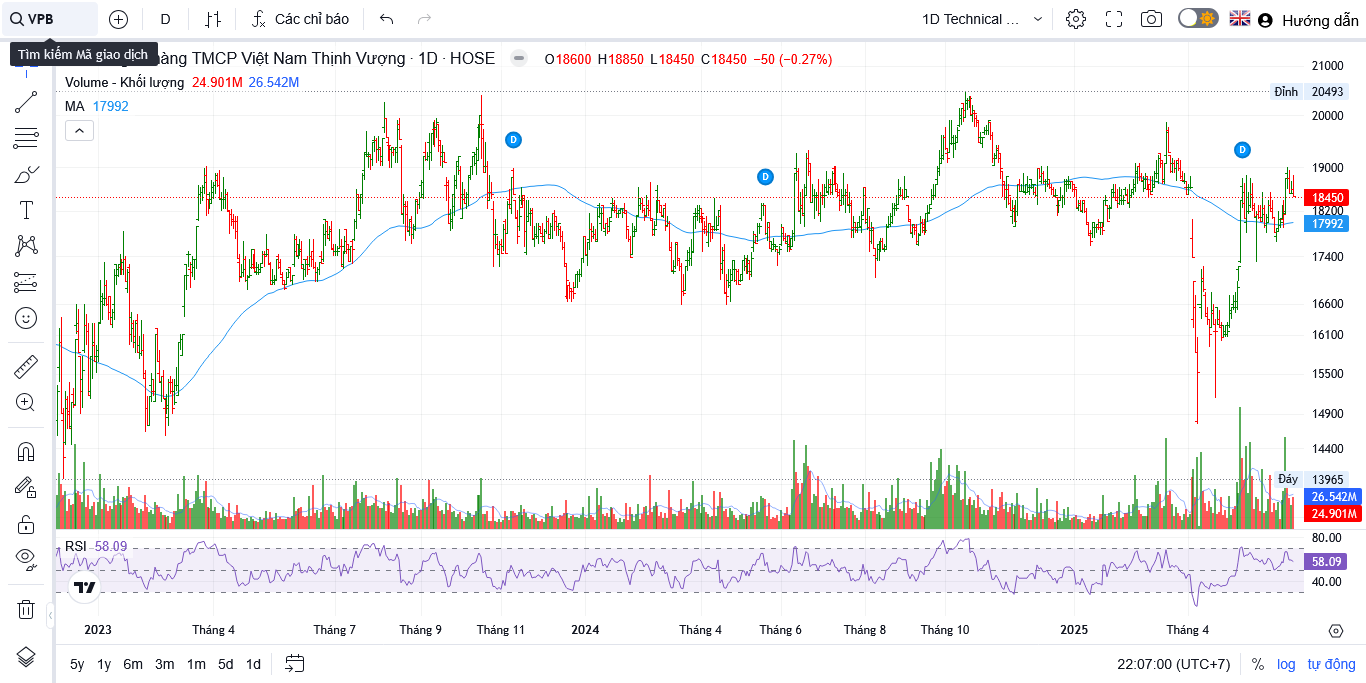 VPB D Các chỉ báo 1D Technical ... Hướng dẫn
Tìm kiếm Mã giao dịch
hàng TMCP Việt Nam Thịnh Vượng · 1D · HOSE O18600 H18850 L18450 C18450 −50 (−0.27%)
Volume - Khối lượng 24.901M 26.542M
MA 17992
D
D
D
21000
Đỉnh 20493
20000
19000
18450
18200
17992
17400
16600
16100
15500
14900
14400
Đáy 13965
26.542M
24.901M
RSI 58.09
80.00
58.09
40.00
2023 Tháng 4 Tháng 7 Tháng 9 Tháng 11 2024 Tháng 4 Tháng 6 Tháng 8 Tháng 10 2025 Tháng 4
5y 1y 6m 3m 1m 5d 1d 22:07:00 (UTC+7) % log tự động